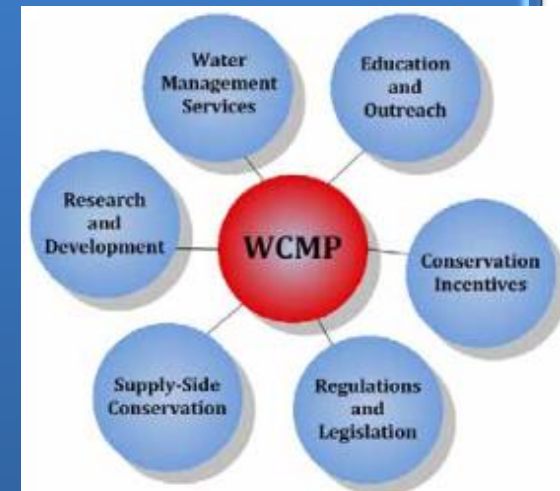 Water
Management
Services
Education
and
Outreach
Research
and
Development
WCMP
Conservation
Incentives
Supply-Side
Conservation
Regulations
and
Legislation